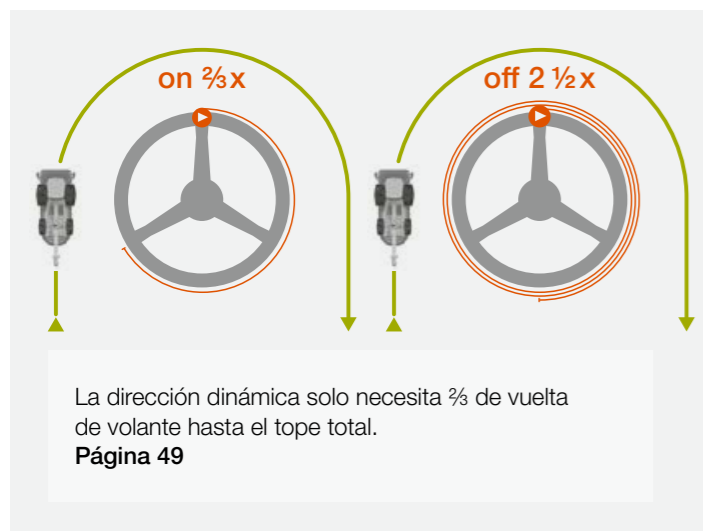 on ⅔x
off 2 ½x
La dirección dinámica solo necesita ⅔ de vuelta
de volante hasta el tope total.
Página 49